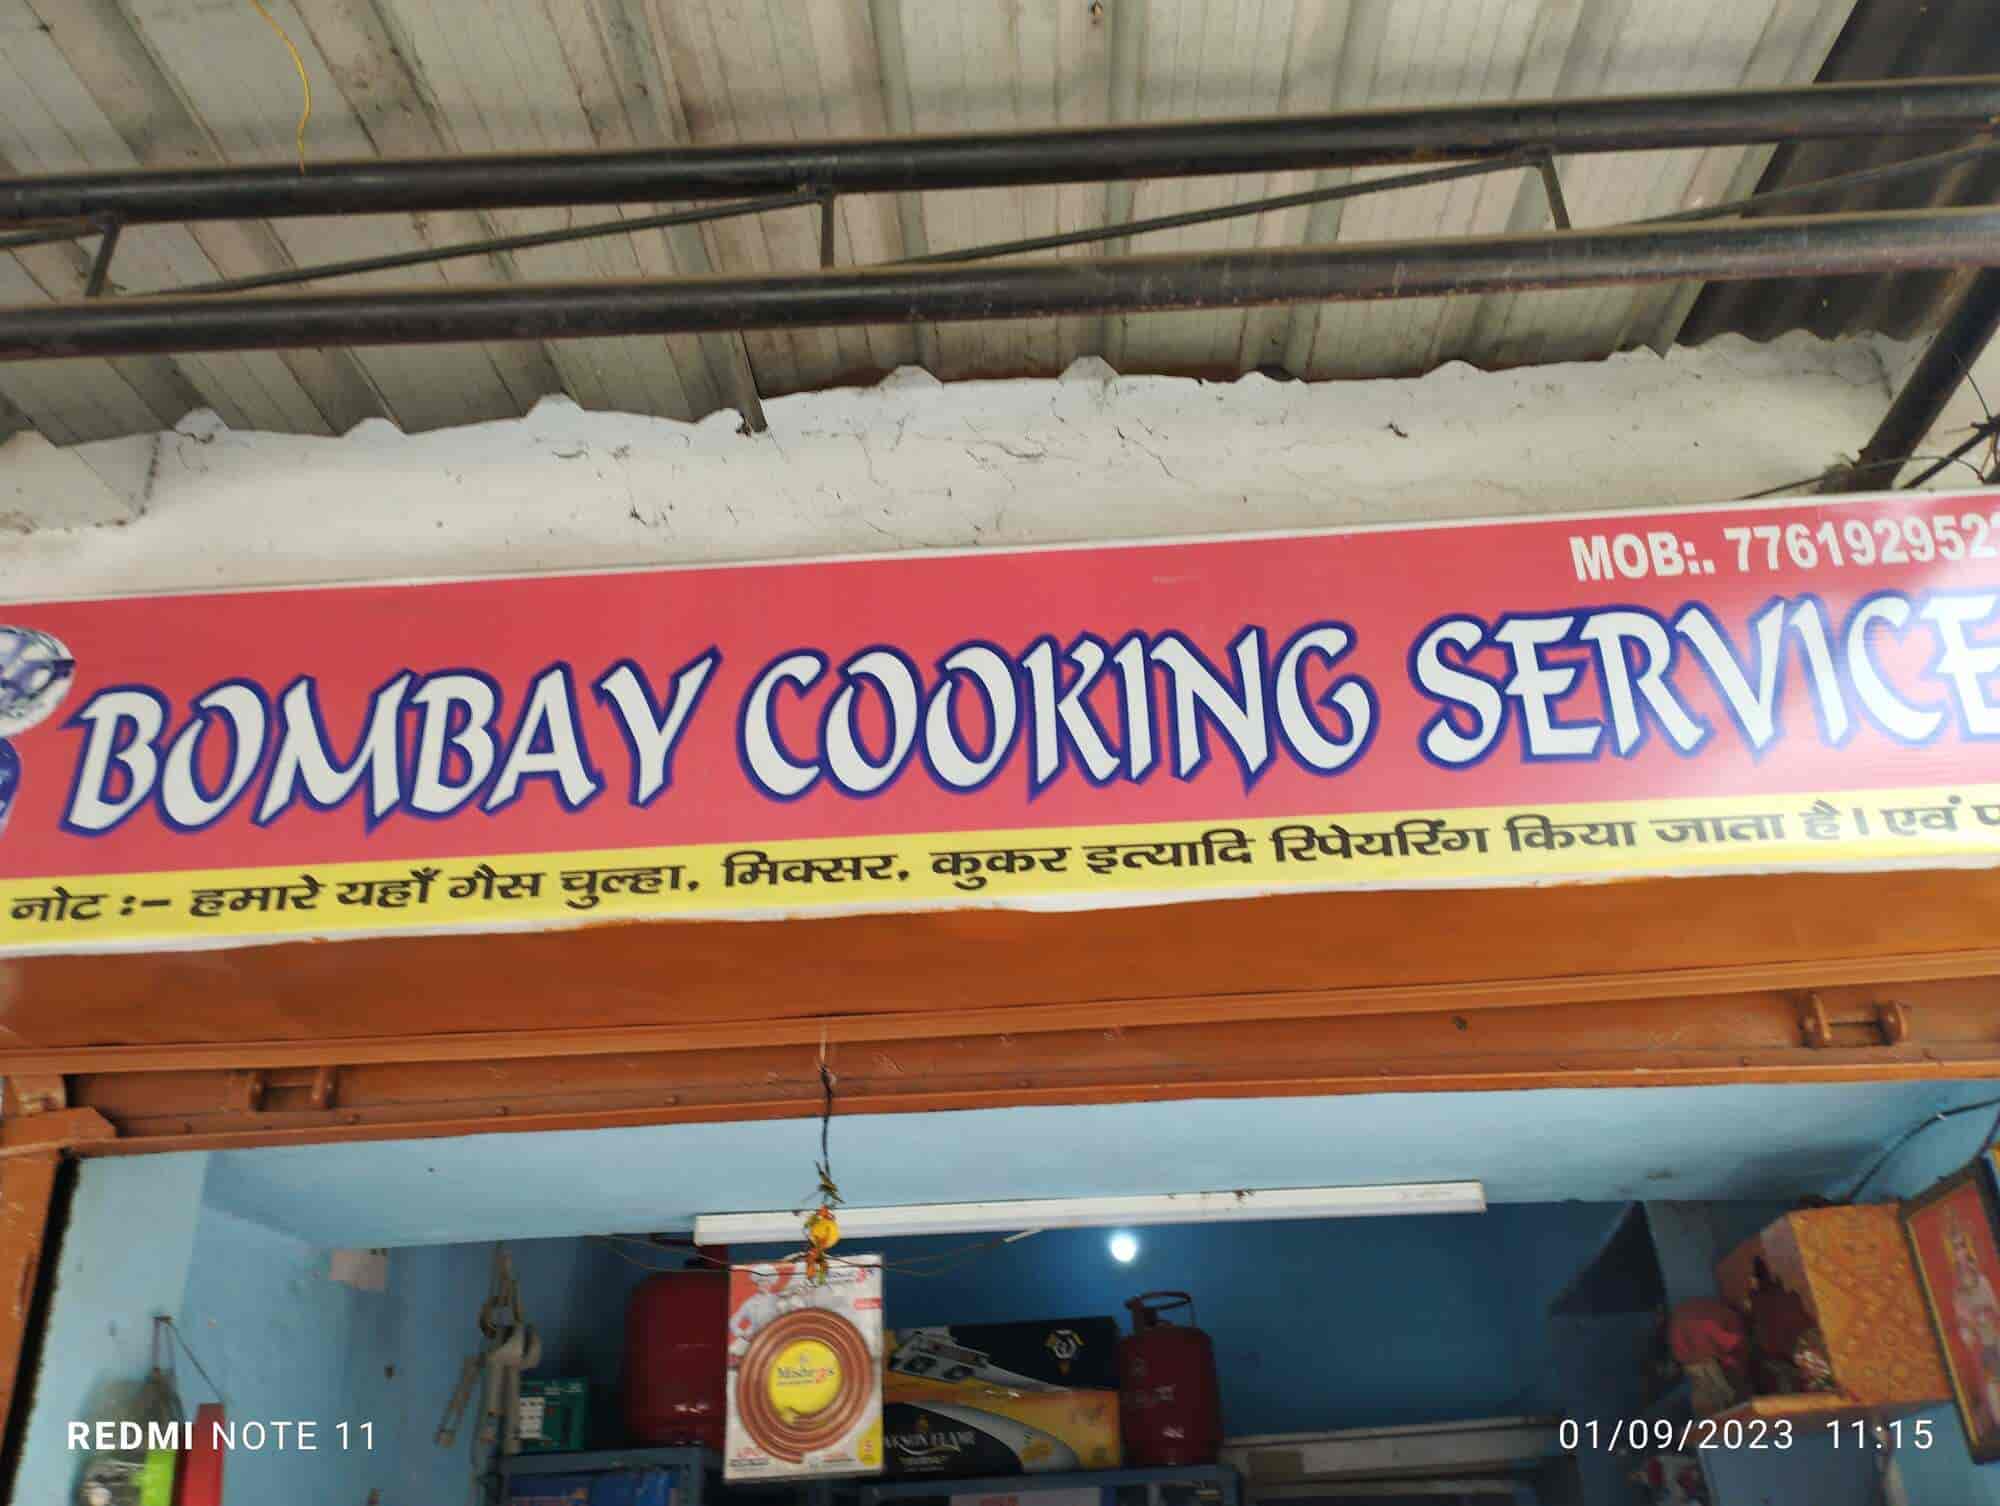 MOB:. 776192952
BOMBAY COOKING SERVICE
नोट :- हमारे यहाँ गैस चुल्हा, मिक्सर, कुकर इत्यादि रिपेयरिंग किया जाता है। एवं
REDMI NOTE 11
01/09/2023 11:15